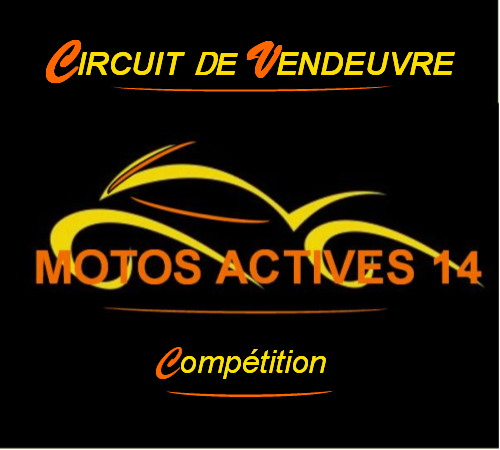 CIRCUIT DE VENDEUVRE
MOTOS ACTIVES 14
Compétition